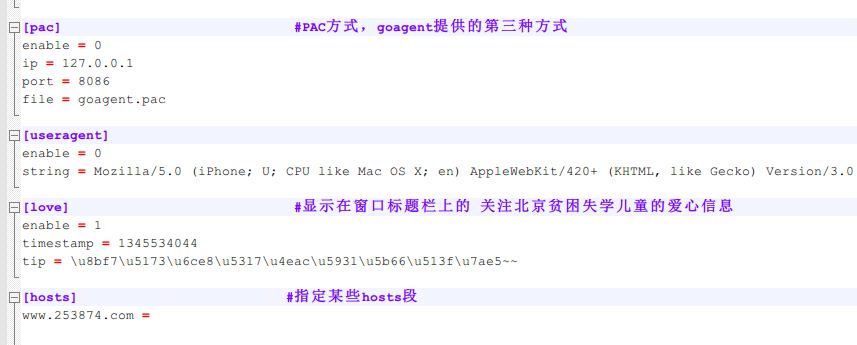 [pac] #PAC方式，goagent提供的第三种方式
enable = 0
ip = 127.0.0.1
port = 8086
file = goagent.pac
[useragent]
enable = 0
string = Mozilla/5.0 (iPhone; U; CPU like Mac OS X; en) AppleWebKit/420+ (KHTML, like Gecko) Version/3.0
[love] #显示在窗口标题栏上的 关注北京贫困失学儿童的爱心信息
enable = 1
timestamp = 1345534044
tip = \u8bf7\u5173\u6ce8\u5317\u4eac\u5931\u5b66\u513f\u7ae5~~
[hosts] #指定某些hosts段
www.253874.com =